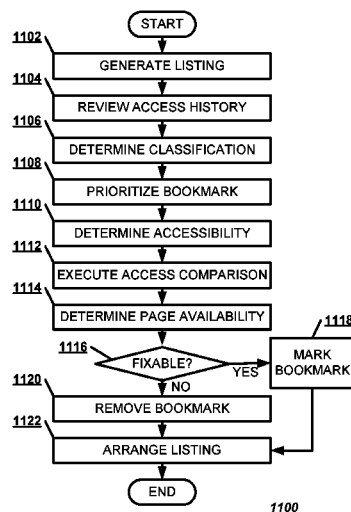 START
1102
GENERATE LISTING
1104
REVIEW ACCESS HISTORY
1106
DETERMINE CLASSIFICATION
1108
PRIORITIZE BOOKMARK
1110
DETERMINE ACCESSIBILITY
1112
EXECUTE ACCESS COMPARISON
1114
DETERMINE PAGE AVAILABILITY
1116
FIXABLE?
YES
1118
MARK
BOOKMARK
NO
1120
REMOVE BOOKMARK
1122
ARRANGE LISTING
END
1100